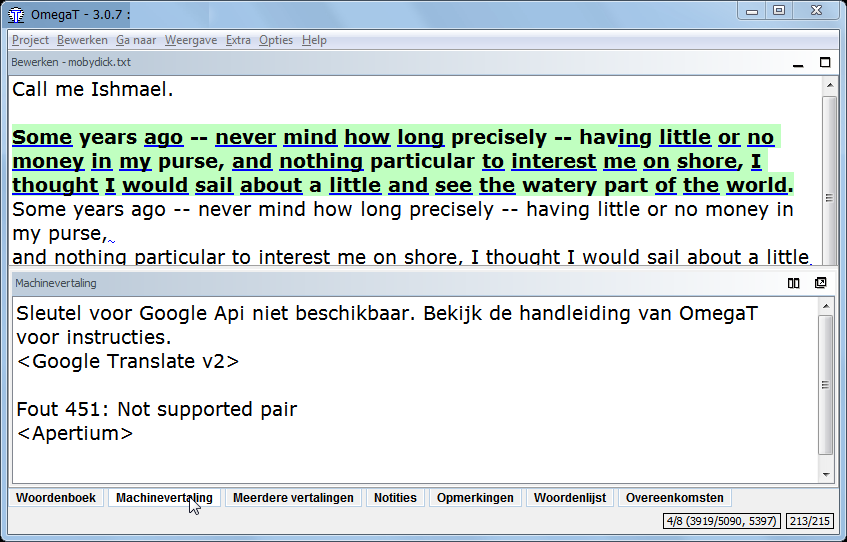 OmegaT - 3.0.7 :
Project Bewerken Ga naar Weergave Extra Opties Help
Bewerken - mobydick.txt
Call me Ishmael.
Some years ago -- never mind how long precisely -- having little or no
money in my purse, and nothing particular to interest me on shore, I
thought I would sail about a little and see the watery part of the world.
Some years ago -- never mind how long precisely -- having little or no money in
my purse,
and nothing particular to interest me on shore, I thought I would sail about a little
Machinevertaling
Sleutel voor Google Api niet beschikbaar. Bekijk de handleiding van OmegaT
voor instructies.
<Google Translate v2>
Fout 451: Not supported pair
<Apertium>
Woordenboek Machinevertaling Meerdere vertalingen Notities Opmerkingen Woordenlijst Overeenkomsten
4/8 (3919/5090, 5397) 213/215